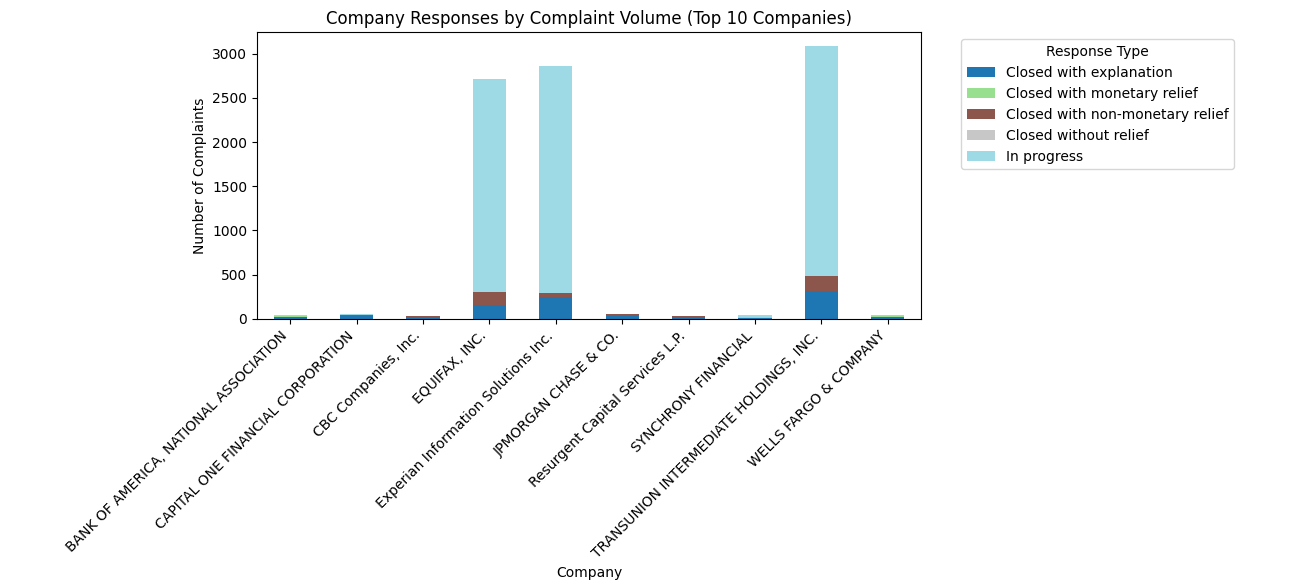 Company Responses by Complaint Volume (Top 10 Companies)
Number of Complaints
3000
2500
2000
1500
1000
500
0
Response Type
Closed with explanation
Closed with monetary relief
Closed with non-monetary relief
Closed without relief
In progress
BANK OF AMERICA, NATIONAL ASSOCIATION
CAPITAL ONE FINANCIAL CORPORATION
CBC Companies, Inc.
EQUIFAX, INC.
Experian Information Solutions Inc.
JPMORGAN CHASE & CO.
Resurgent Capital Services L.P.
SYNCHRONY FINANCIAL
TRANSUNION INTERMEDIATE HOLDINGS, INC.
WELLS FARGO & COMPANY
Company